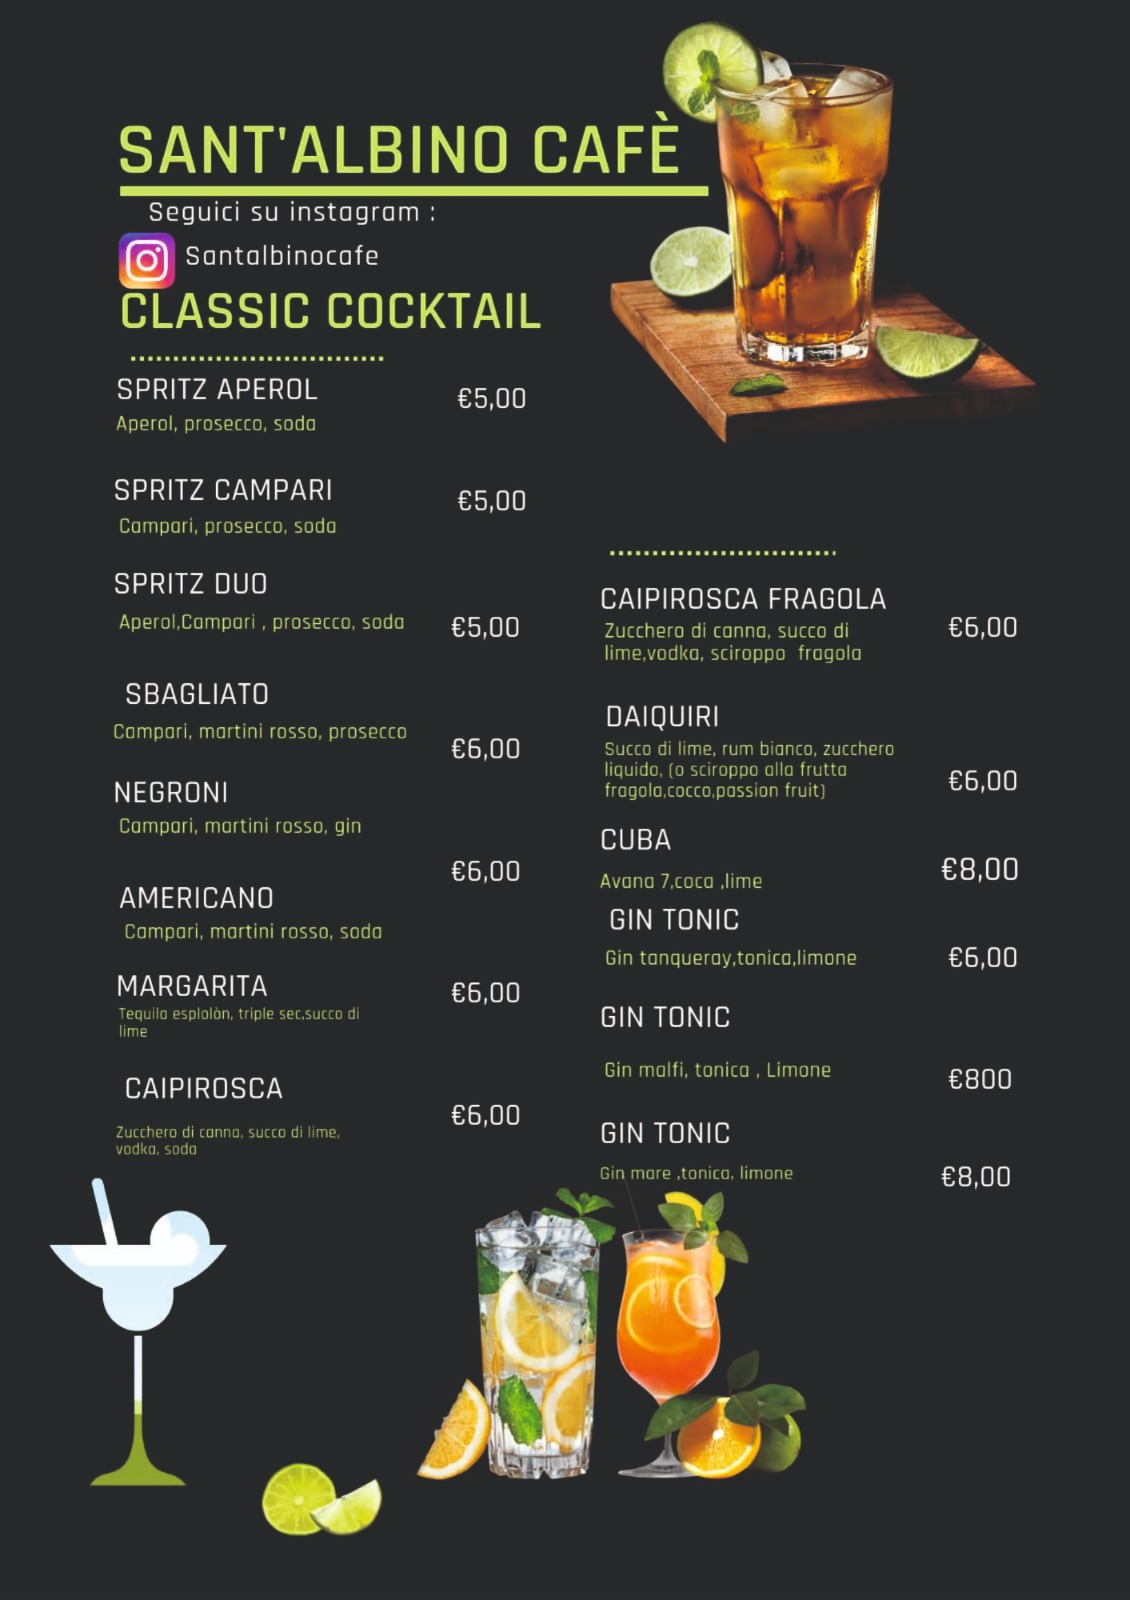 SANT'ALBINO CAFÈ
Seguici su instagram :
Santalbinocafe
CLASSIC COCKTAIL
SPRITZ APEROL
€5,00
Aperol, prosecco, soda
SPRITZ CAMPARI
€5,00
Campari, prosecco, soda
SPRITZ DUO
Aperol,Campari , prosecco, soda
€5,00
SBAGLIATO
Campari, martini rosso, prosecco
€6,00
NEGRONI
Campari, martini rosso, gin
€6,00
AMERICANO
Campari, martini rosso, soda
MARGARITA
€6,00
Tequila esplolòn, triple sec,succo di
lime
CAIPIROSCA
€6,00
Zucchero di canna, succo di lime,
vodka, soda
CAIPIROSCA FRAGOLA
€6,00
Zucchero di canna, succo di
lime,vodka, sciroppo  fragola
DAIQUIRI
Succo di lime, rum bianco, zucchero
liquido, (o sciroppo alla frutta
fragola,cocco,passion fruit)
€6,00
CUBA
€8,00
Avana 7,coca ,lime
GIN TONIC
Gin tanqueray,tonica,limone
€6,00
GIN TONIC
Gin malfi, tonica , Limone
€800
GIN TONIC
Gin mare ,tonica, limone
€8,00